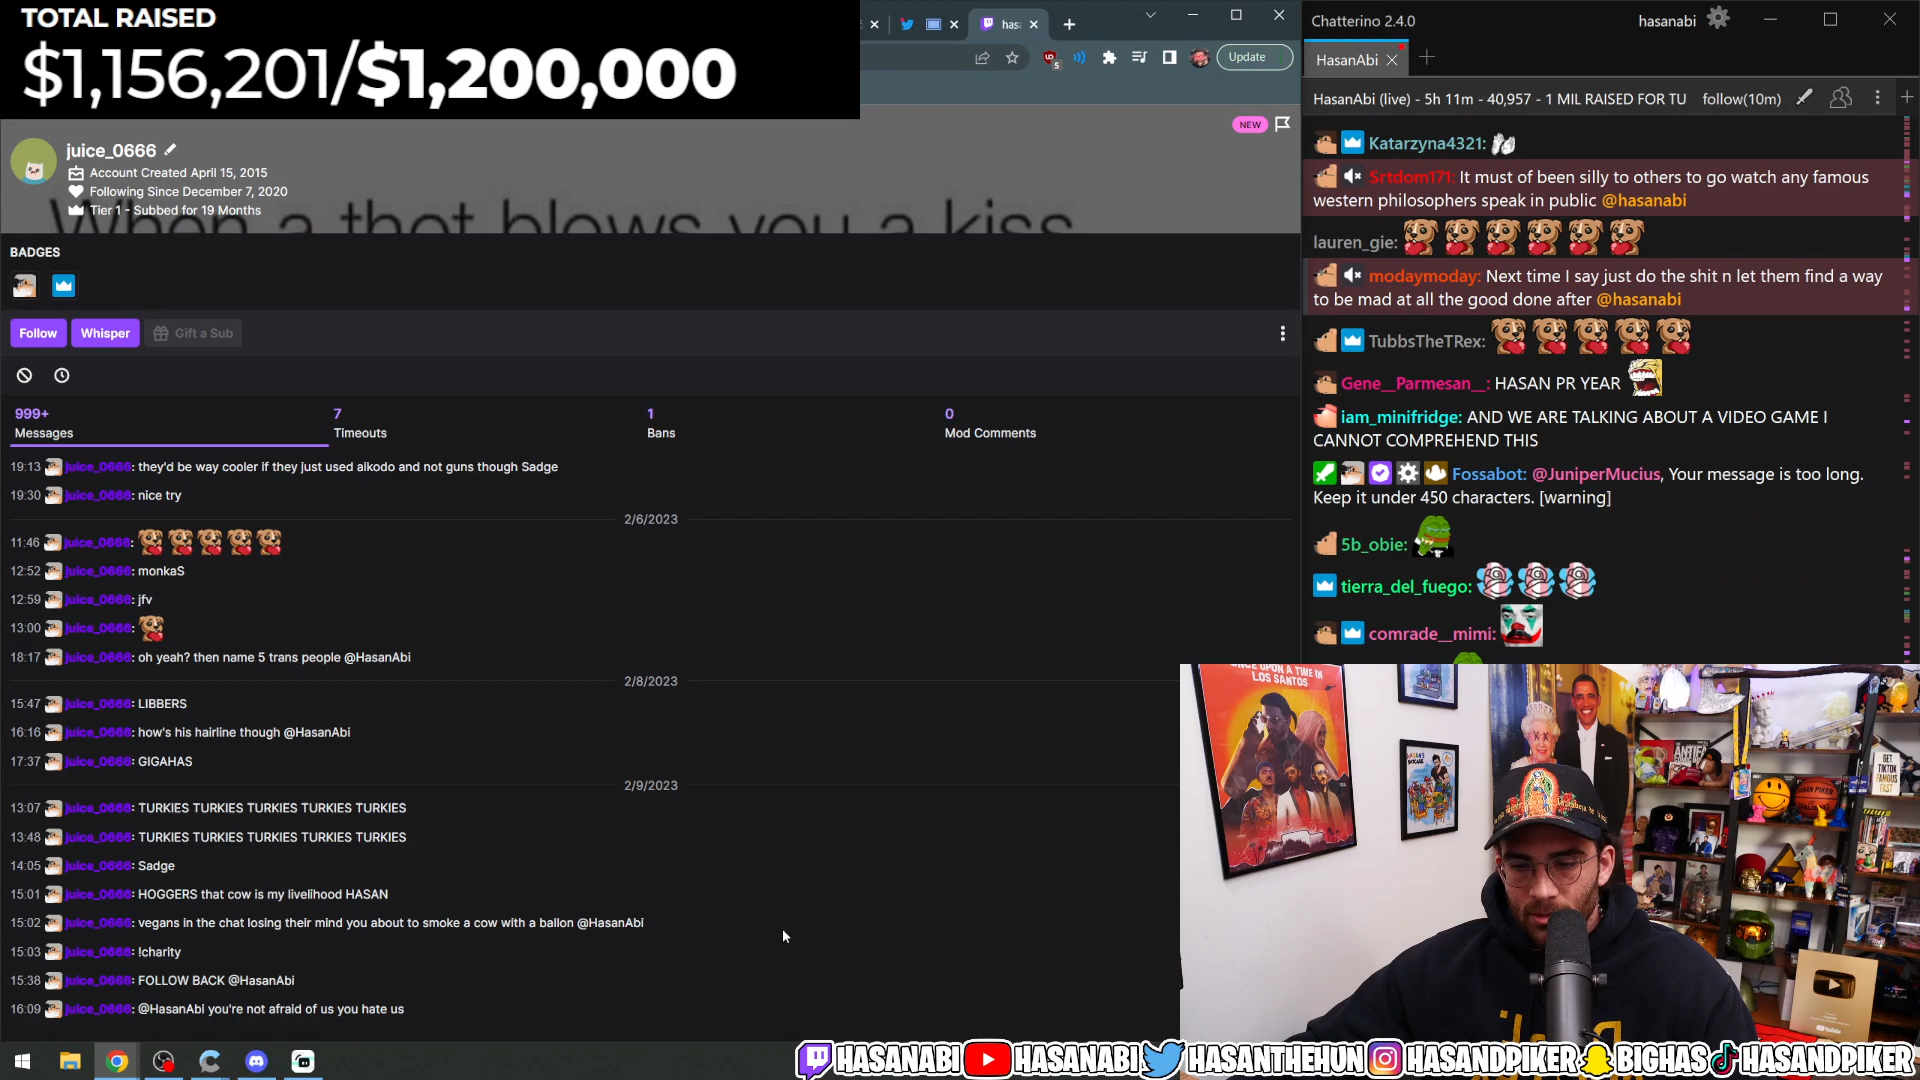 TOTAL RAISED
$1,156,201/$1,200,000
has
Update
5
NEW
juice_0666
Account Created April 15, 2015
Following Since December 7, 2020
Tier 1 - Subbed for 19 Months
When a thot blows you a kiss
BADGES
Follow
Whisper
Gift a Sub
999+
Messages
7
Timeouts
1
Bans
0
Mod Comments
19:13 juice_0666: they'd be way cooler if they just used aikodo and not guns though Sadge
19:30 juice_0666: nice try
2/6/2023
11:46 juice_0666:
12:52 juice_0666: monkaS
12:59 juice_0666: jfv
13:00 juice_0666:
18:17 juice_0666: oh yeah? then name 5 trans people @HasanAbi
2/8/2023
15:47 juice_0666: LIBBERS
16:16 juice_0666: how's his hairline though @HasanAbi
17:37 juice_0666: GIGAHAS
2/9/2023
13:07 juice_0666: TURKIES TURKIES TURKIES TURKIES TURKIES
13:48 juice_0666: TURKIES TURKIES TURKIES TURKIES TURKIES
14:05 juice_0666: Sadge
15:01 juice_0666: HOGGERS that cow is my livelihood HASAN
15:02 juice_0666: vegans in the chat losing their mind you about to smoke a cow with a ballon @HasanAbi
15:03 juice_0666: !charity
15:38 juice_0666: FOLLOW BACK @HasanAbi
16:09 juice_0666: @HasanAbi you're not afraid of us you hate us
Chatterino 2.4.0
hasanabi
HasanAbi
HasanAbi (live) - 5h 11m - 40,957 - 1 MIL RAISED FOR TU
follow(10m)
Katarzyna4321:
Srtdom171: It must of been silly to others to go watch any famous
western philosophers speak in public @hasanabi
lauren_gie:
modaymoday: Next time I say just do the shit n let them find a way
to be mad at all the good done after @hasanabi
TubbsTheTRex:
Gene__Parmesan__: HASAN PR YEAR
iam_minifridge: AND WE ARE TALKING ABOUT A VIDEO GAME I
CANNOT COMPREHEND THIS
Fossabot: @JuniperMucius, Your message is too long.
Keep it under 450 characters. [warning]
5b_obie:
tierra_del_fuego:
comrade__mimi:
ONCE UPON A TIME IN
LOS SANTOS
GET
TIKTOK
FAMOUS
FAST
HASANABI
HASANABI
HASANTHEHUN
HASANDPIKER
BIGHAS
HASANDPIKER